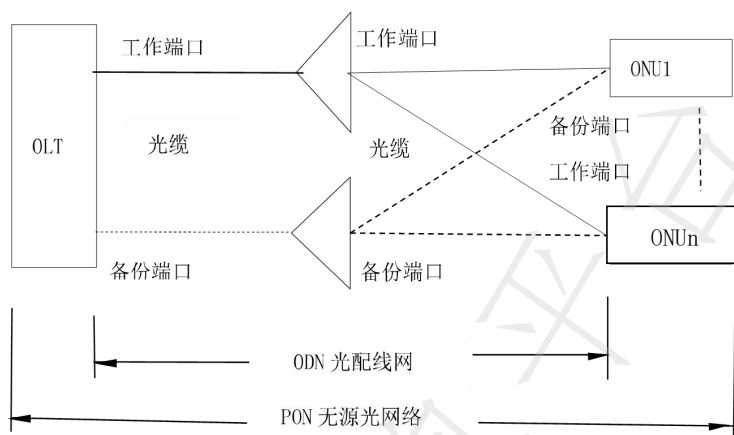 工作端口
工作端口
ONU1
OLT
光缆
光缆
备份端口
工作端口
ONUn
备份端口
备份端口
ODN 光配线网
PON 无源光网络